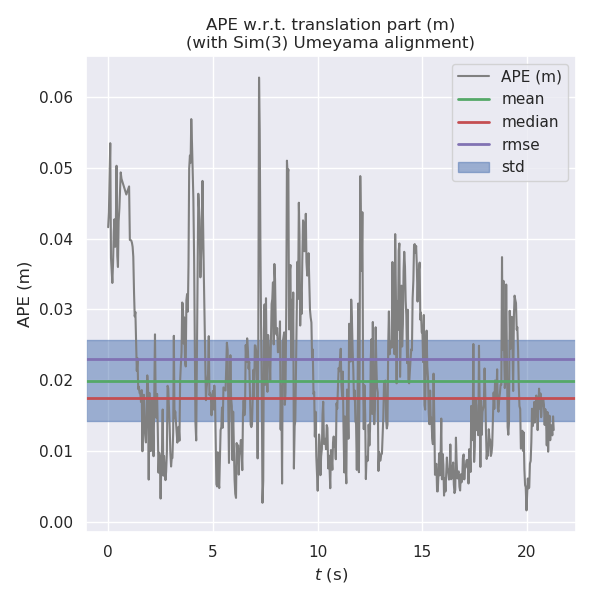 APE w.r.t. translation part (m)
(with Sim(3) Umeyama alignment)
APE (m)
mean
median
rmse
std
0.06
0.05
0.04
0.03
0.02
0.01
0.00
APE (m)
0
5
10
15
20
t (s)